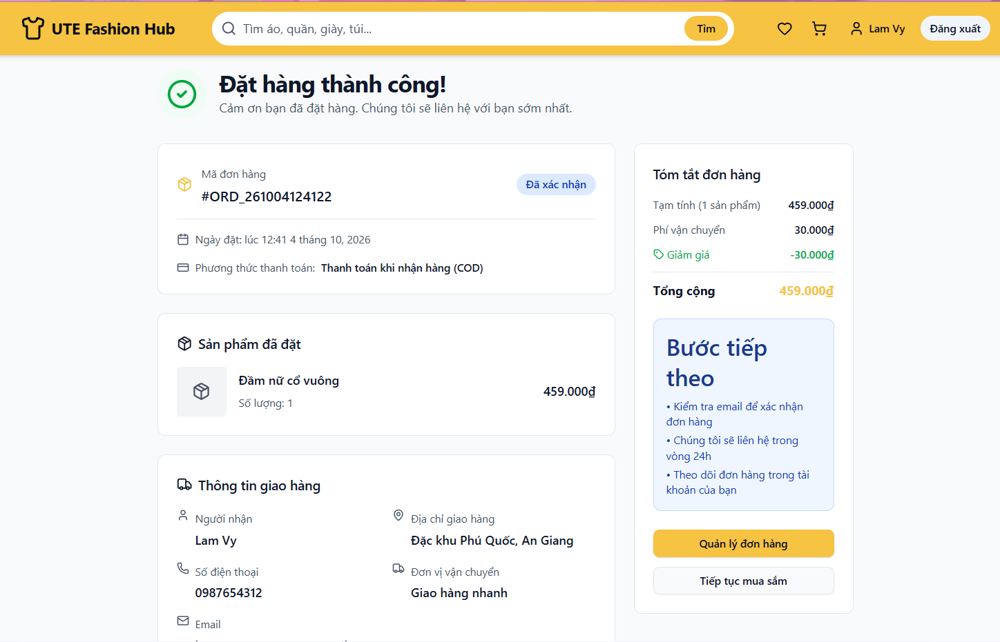 UTE Fashion Hub
Tìm áo, quần, giày, túi...
Tìm
Lam Vy
Đăng xuất
Đặt hàng thành công!
Cảm ơn bạn đã đặt hàng. Chúng tôi sẽ liên hệ với bạn sớm nhất.
Mã đơn hàng
#ORD_261004124122
Đã xác nhận
Ngày đặt: lúc 12:41 4 tháng 10, 2026
Phương thức thanh toán: Thanh toán khi nhận hàng (COD)
Sản phẩm đã đặt
Đầm nữ cổ vuông
Số lượng: 1
459.000₫
Thông tin giao hàng
Người nhận
Lam Vy
Địa chỉ giao hàng
Đặc khu Phú Quốc, An Giang
Số điện thoại
0987654312
Đơn vị vận chuyển
Giao hàng nhanh
Email
Tóm tắt đơn hàng
Tạm tính (1 sản phẩm) 459.000₫
Phí vận chuyển 30.000₫
Giảm giá -30.000₫
Tổng cộng 459.000₫
Bước tiếp
theo
• Kiểm tra email để xác nhận
đơn hàng
• Chúng tôi sẽ liên hệ trong
vòng 24h
• Theo dõi đơn hàng trong tài
khoản của bạn
Quản lý đơn hàng
Tiếp tục mua sắm